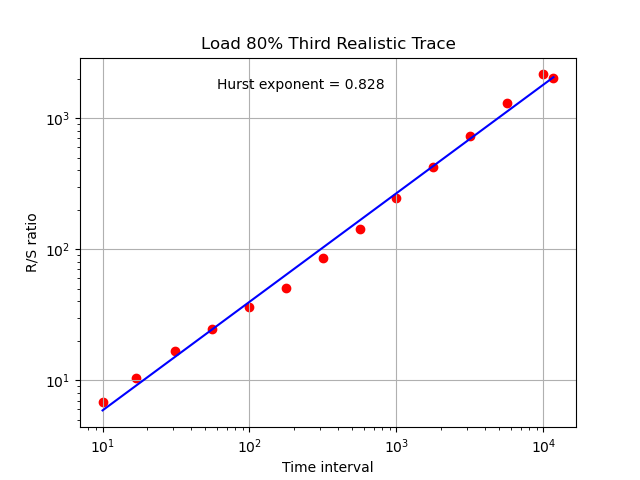 Load 80% Third Realistic Trace
Hurst exponent = 0.828
R/S ratio
10³
10²
10¹
10¹ 10² 10³ 10⁴
Time interval